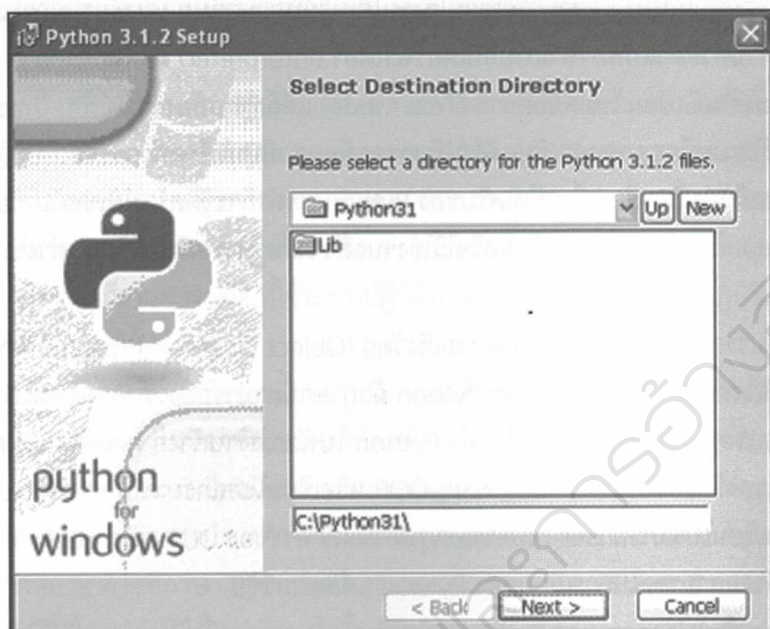 Python 3.1.2 Setup
Select Destination Directory
Please select a directory for the Python 3.1.2 files.
Python31
Up
New
Lib
python
for
windows
C:\Python31\
< Back
Next >
Cancel